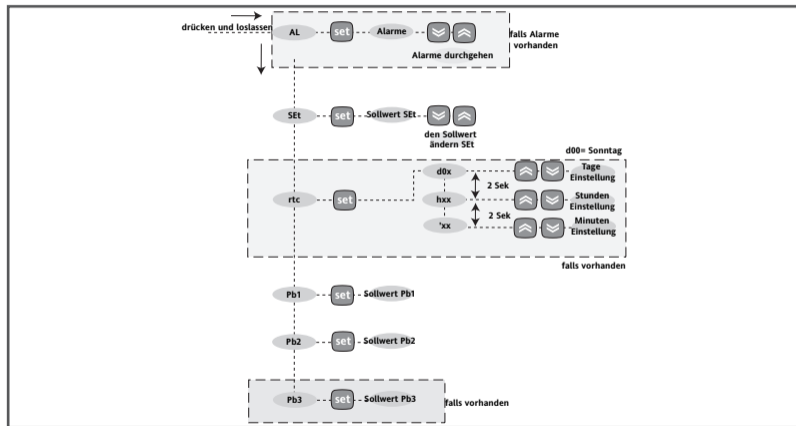 drücken und loslassen
AL set Alarme
Alarme durchgehen
falls Alarme
vorhanden
SEt set Sollwert SEt
den Sollwert
ändern SEt
d00= Sonntag
rtc set
d0x
Tage
Einstellung
2 Sek
hxx
Stunden
Einstellung
2 Sek
'xx
Minuten
Einstellung
falls vorhanden
Pb1 set Sollwert Pb1
Pb2 set Sollwert Pb2
Pb3 set Sollwert Pb3
falls vorhanden